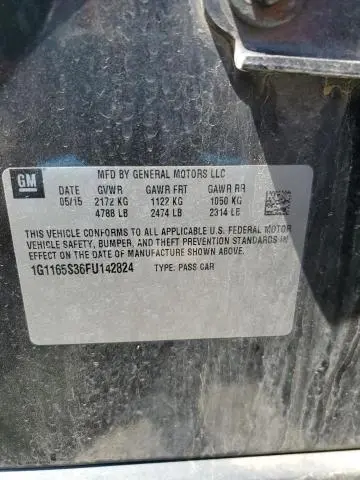 GM
MFD BY GENERAL MOTORS LLC
DATE GVWR GAWR FRT GAWR RR
05/15 2172 KG 1122 KG 1050 KG
4788 LB 2474 LB 2314 LB
THIS VEHICLE CONFORMS TO ALL APPLICABLE U.S. FEDERAL MOTOR
VEHICLE SAFETY, BUMPER, AND THEFT PREVENTION STANDARDS IN
EFFECT ON THE DATE OF MANUFACTURE SHOWN ABOVE.
1G1165S36FU142824 TYPE: PASS CAR